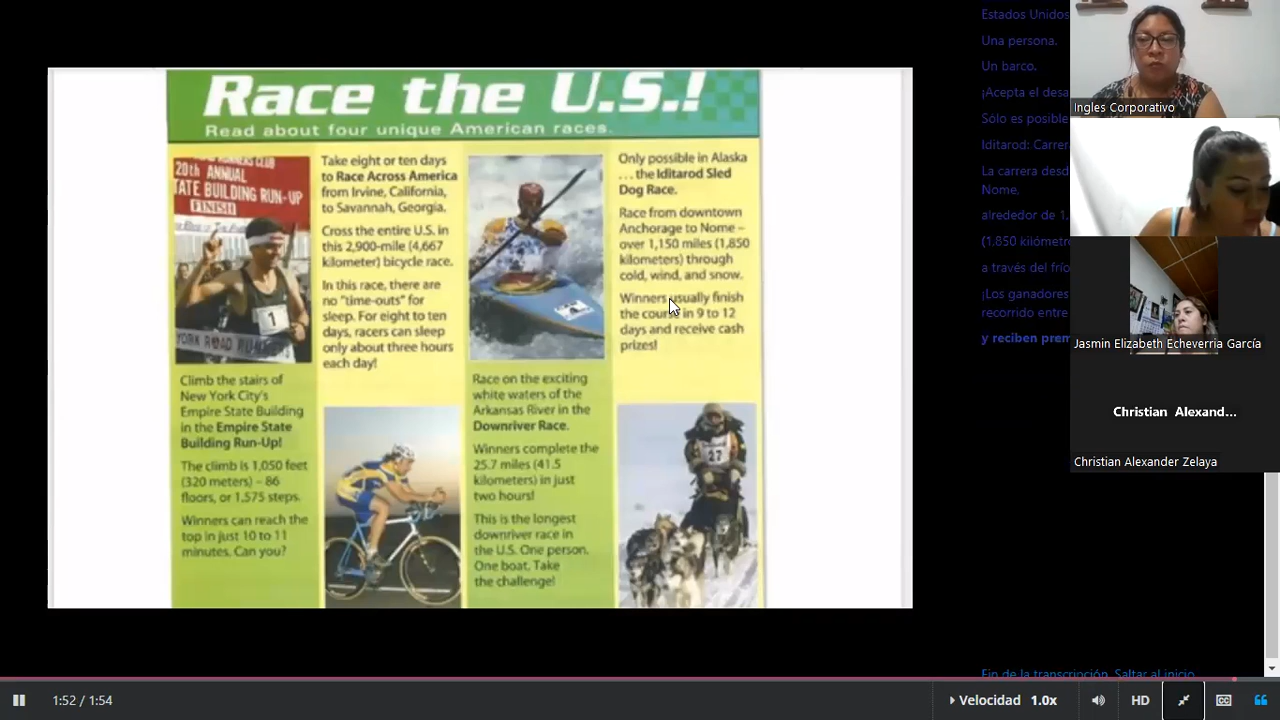 Race the U.S.!
Read about four unique American races.
20th ANNUAL
TATE BUILDING RUN-UP
FINISH
1
YORK ROAD RUNNERS
Climb the stairs of
New York City's
Empire State Building
in the Empire State
Building Run-Up!
The climb is 1,050 feet
(320 meters) – 86
floors, or 1,575 steps.
Winners can reach the
top in just 10 to 11
minutes. Can you?
Take eight or ten days
to Race Across America
from Irvine, California,
to Savannah, Georgia.
Cross the entire U.S. in
this 2,900-mile (4,667
kilometer) bicycle race.
In this race, there are
no "time-outs" for
sleep. For eight to ten
days, racers can sleep
only about three hours
each day!
Race on the exciting
white waters of the
Arkansas River in the
Downriver Race.
Winners complete the
25.7 miles (41.5
kilometers) in just
two hours!
This is the longest
downriver race in
the U.S. One person.
One boat. Take
the challenge!
Only possible in Alaska
. . . the Iditarod Sled
Dog Race.
Race from downtown
Anchorage to Nome –
over 1,150 miles (1,850
kilometers) through
cold, wind, and snow.
Winners usually finish
the course in 9 to 12
days and receive cash
prizes!
27
Estados Unidos
Una persona.
Un barco.
¡Acepta el desa
Sólo es posible
Iditarod: Carrer
La carrera desd
Nome,
alrededor de 1,
(1,850 kilómetr
a través del frío
¡Los ganadores
recorrido entre
y reciben prem
Fin de la transcripción. Saltar al inicio.
Ingles Corporativo
Jasmin Elizabeth Echeverria García
Christian Alexand...
Christian Alexander Zelaya
1:52 / 1:54
Velocidad 1.0x
HD
CC